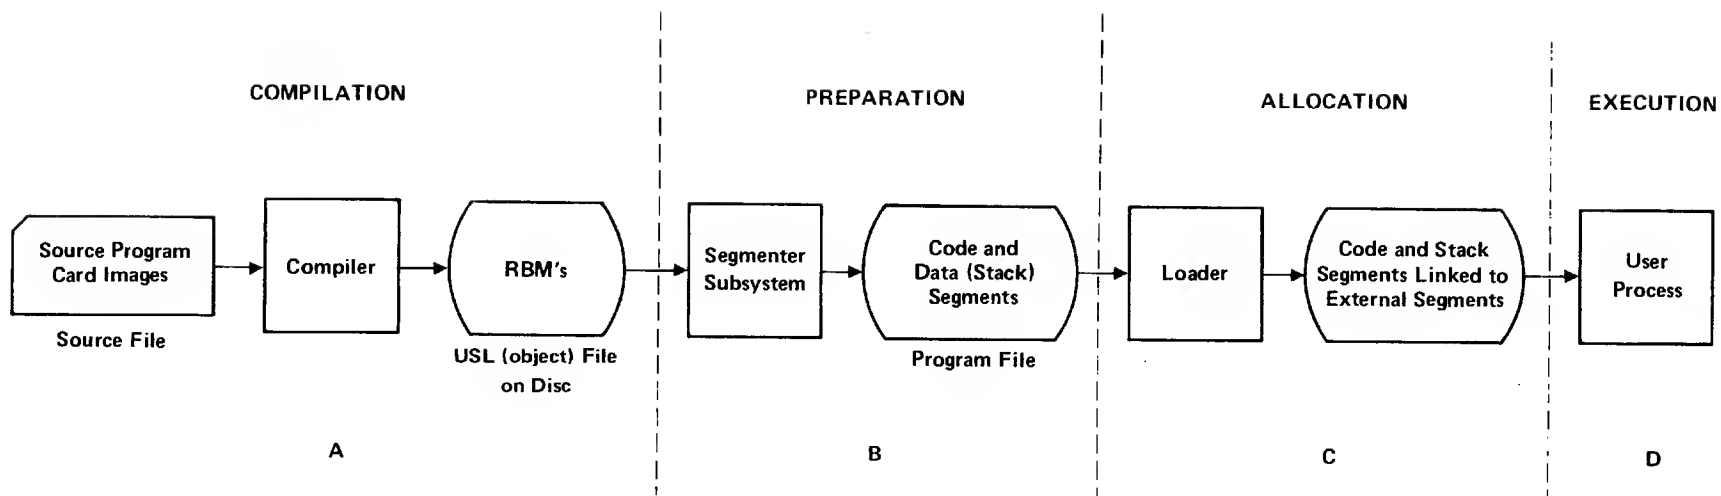 COMPILATION
PREPARATION
ALLOCATION
EXECUTION
Source Program
Card Images
Source File
Compiler
RBM's
USL (object) File
on Disc
Segmenter
Subsystem
Code and
Data (Stack)
Segments
Program File
Loader
Code and Stack
Segments Linked to
External Segments
User
Process
A
B
C
D